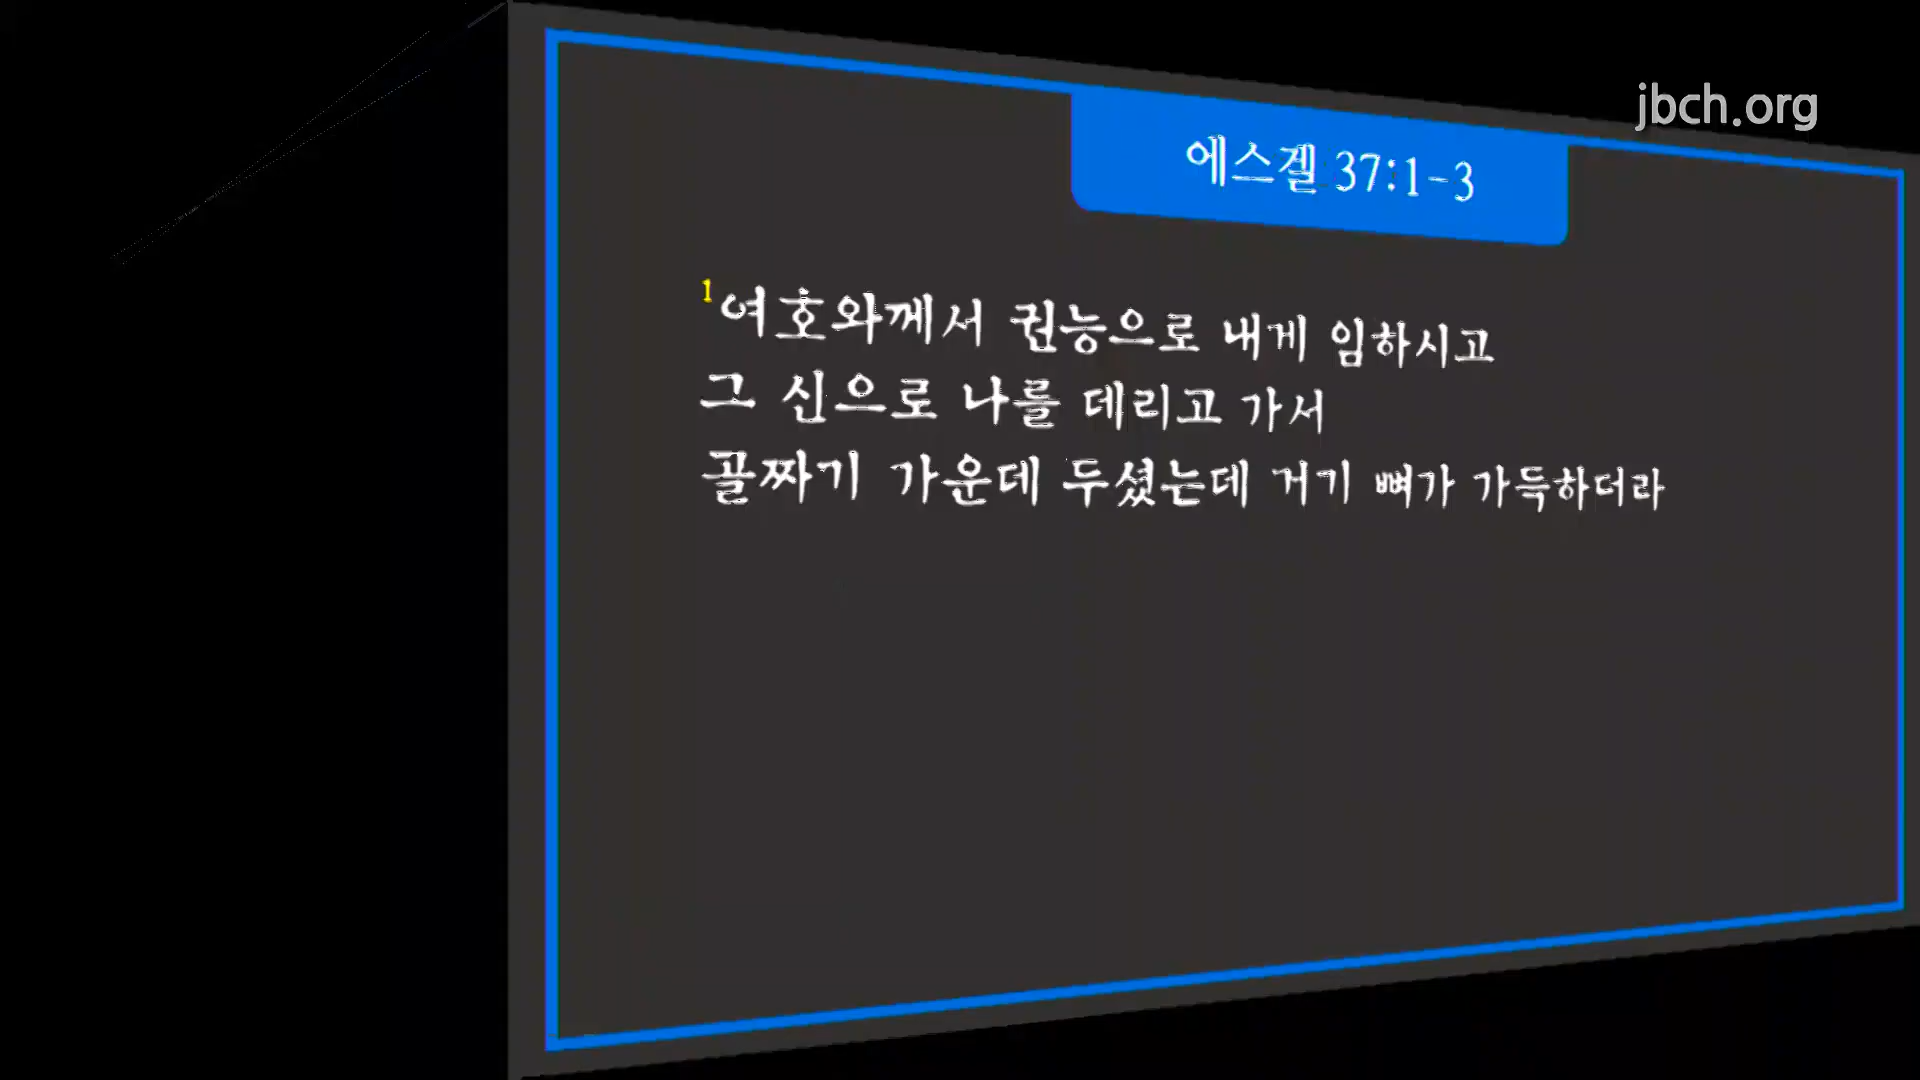 jbch.org
에스겔 37:1-3
1여호와께서 권능으로 내게 임하시고
그 신으로 나를 데리고 가서
골짜기 가운데 두셨는데 거기 뼈가 가득하더라